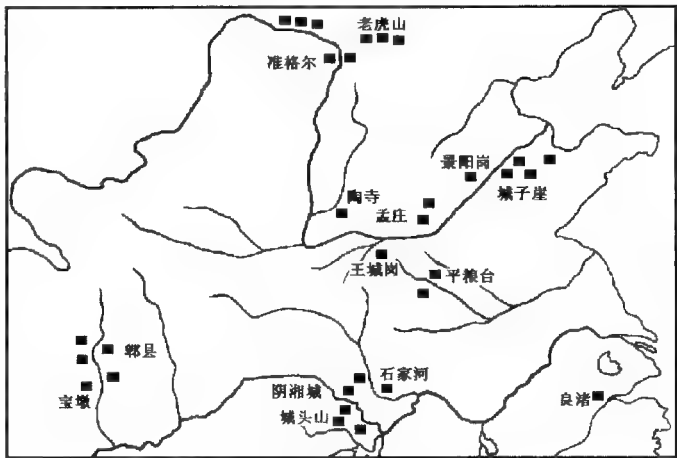 老虎山
准格尔
景阳岗
城子崖
陶寺
孟庄
王城岗
平粮台
郫县
宝墩
阴湘城
石家河
城头山
良渚